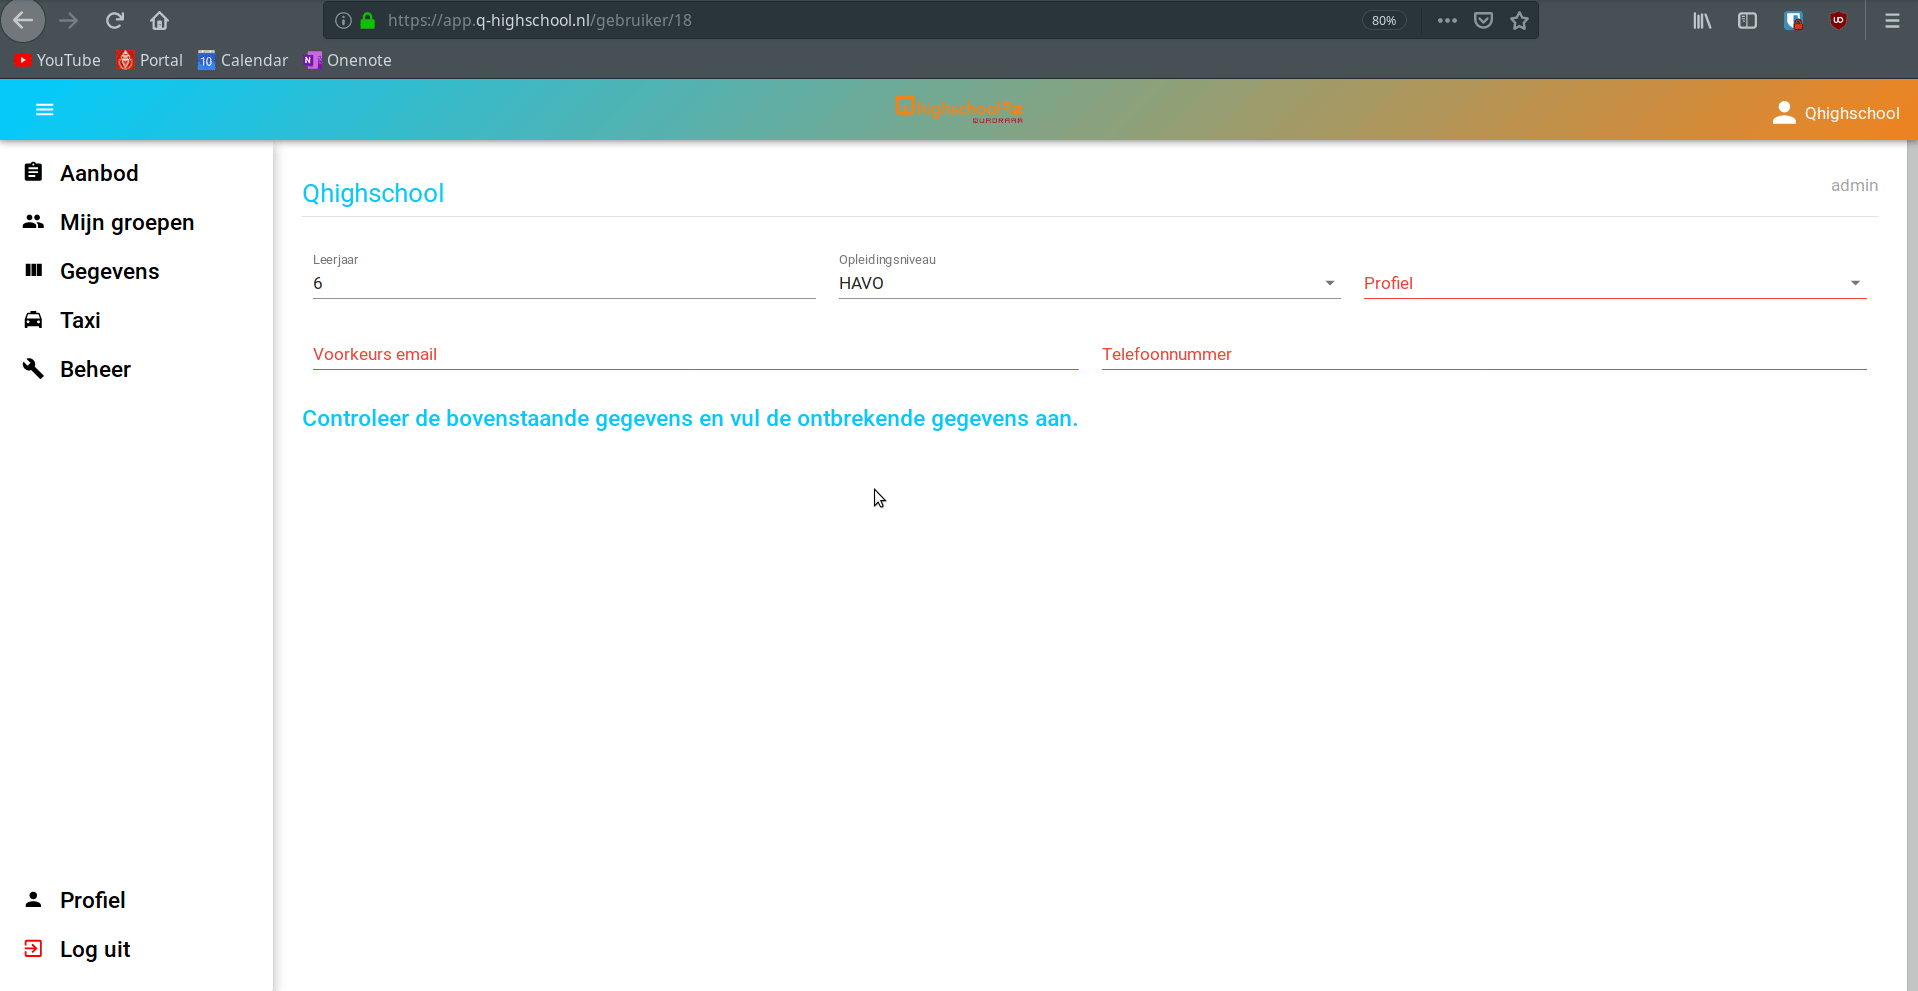 https://app.q-highschool.nl/gebruiker/18
80%
YouTube
Portal
10
Calendar
N
Onenote
highschool
QUADRAAM
Qhighschool
Aanbod
Mijn groepen
Gegevens
Taxi
Beheer
Qhighschool
admin
Leerjaar
6
Opleidingsniveau
HAVO
Profiel
Voorkeurs email
Telefoonnummer
Controleer de bovenstaande gegevens en vul de ontbrekende gegevens aan.
Profiel
Log uit